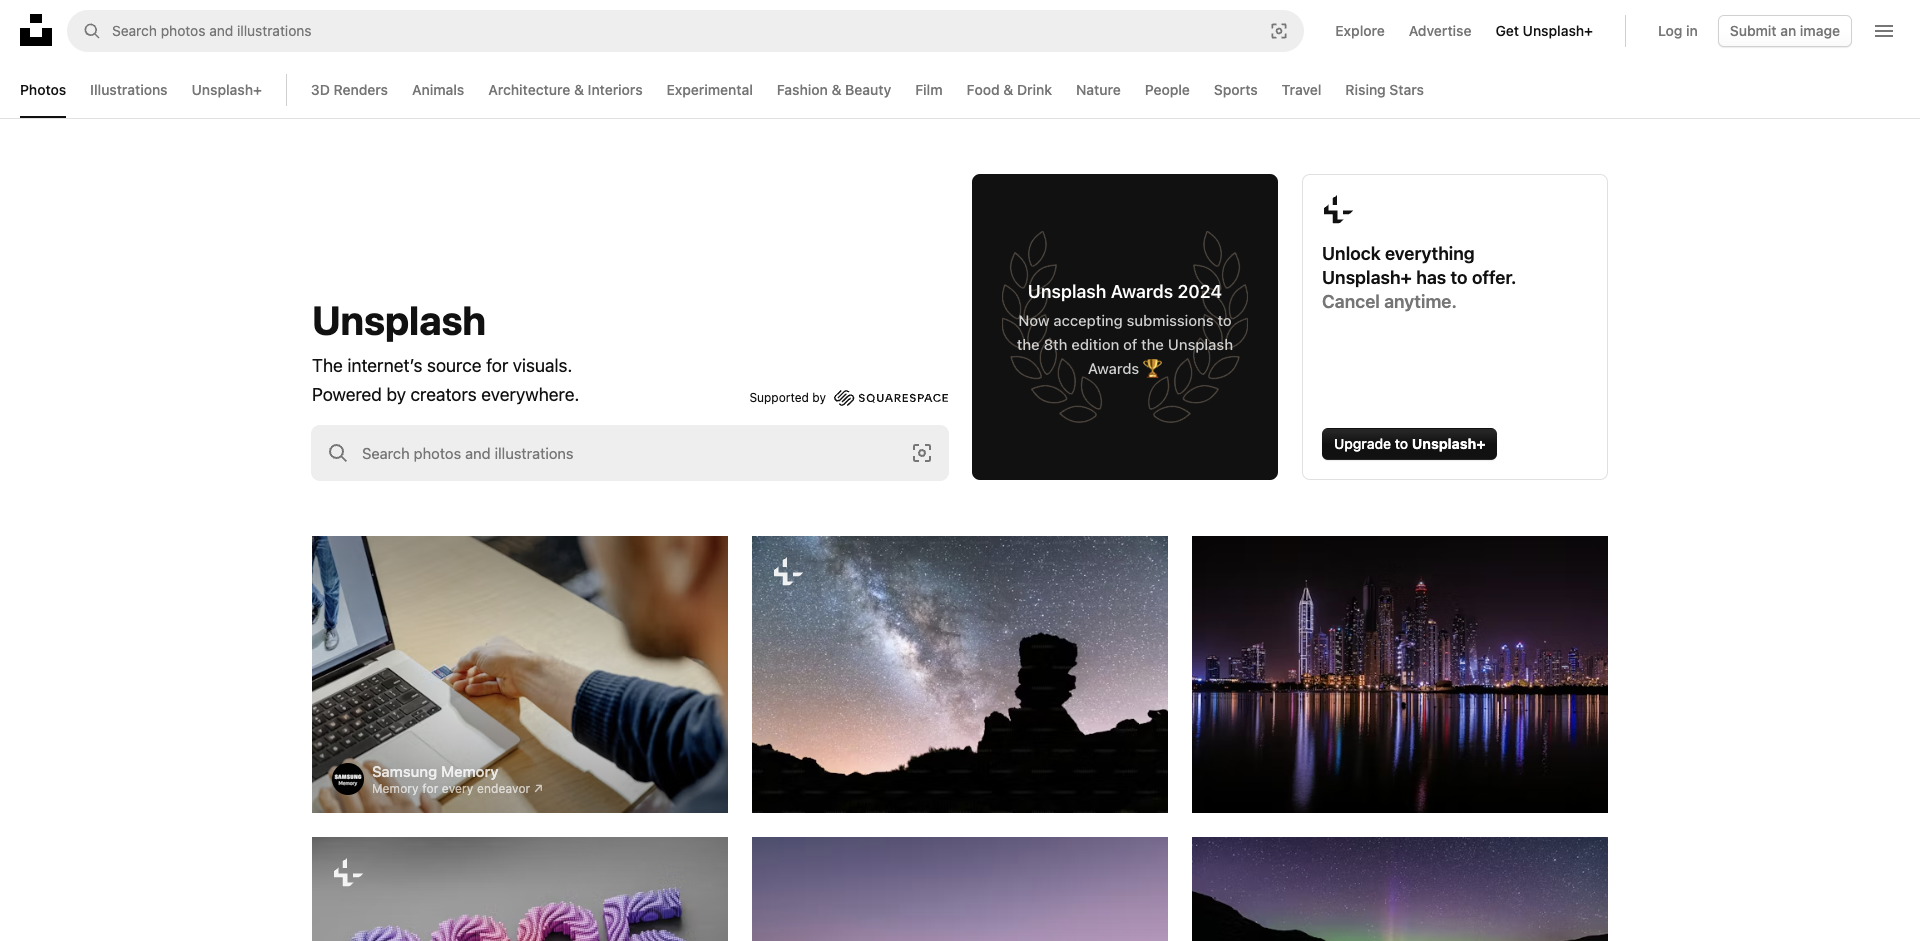 Search photos and illustrations
Explore
Advertise
Get Unsplash+
Log in
Submit an image
Photos
Illustrations
Unsplash+
3D Renders
Animals
Architecture & Interiors
Experimental
Fashion & Beauty
Film
Food & Drink
Nature
People
Sports
Travel
Rising Stars
Unsplash
The internet’s source for visuals.
Powered by creators everywhere.
Supported by SQUARESPACE
Search photos and illustrations
Unsplash Awards 2024
Now accepting submissions to
the 8th edition of the Unsplash
Awards 🏆
Unlock everything
Unsplash+ has to offer.
Cancel anytime.
Upgrade to Unsplash+
SAMSUNG
Memory
Samsung Memory
Memory for every endeavor ↗